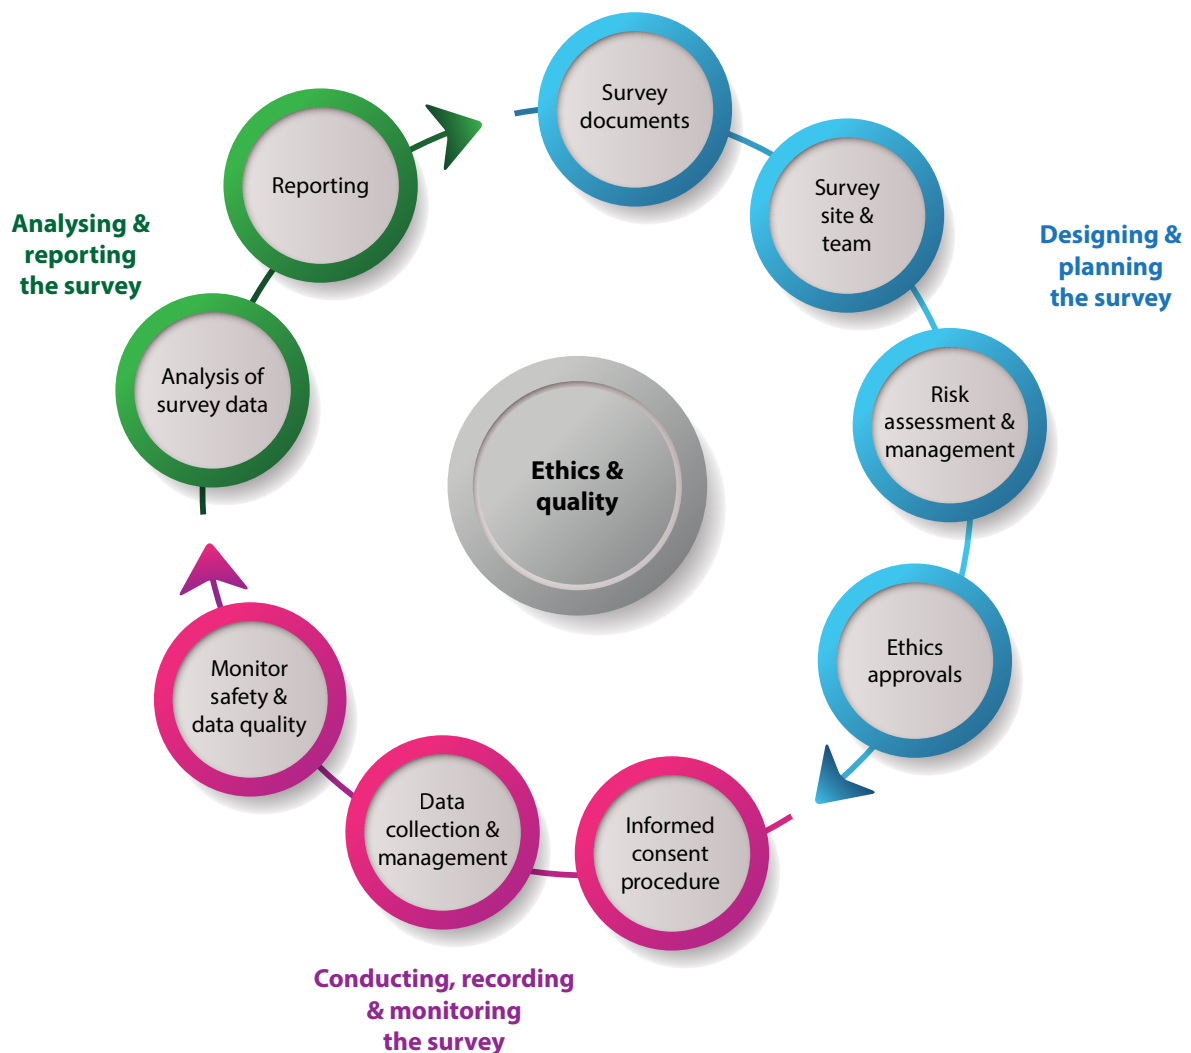 Survey
documents
Survey
site &
team
Designing &
planning
the survey
Risk
assessment &
management
Ethics
approvals
Informed
consent
procedure
Data
collection &
management
Monitor
safety &
data quality
Conducting, recording
& monitoring
the survey
Analysis of
survey data
Reporting
Analysing &
reporting
the survey
Ethics &
quality